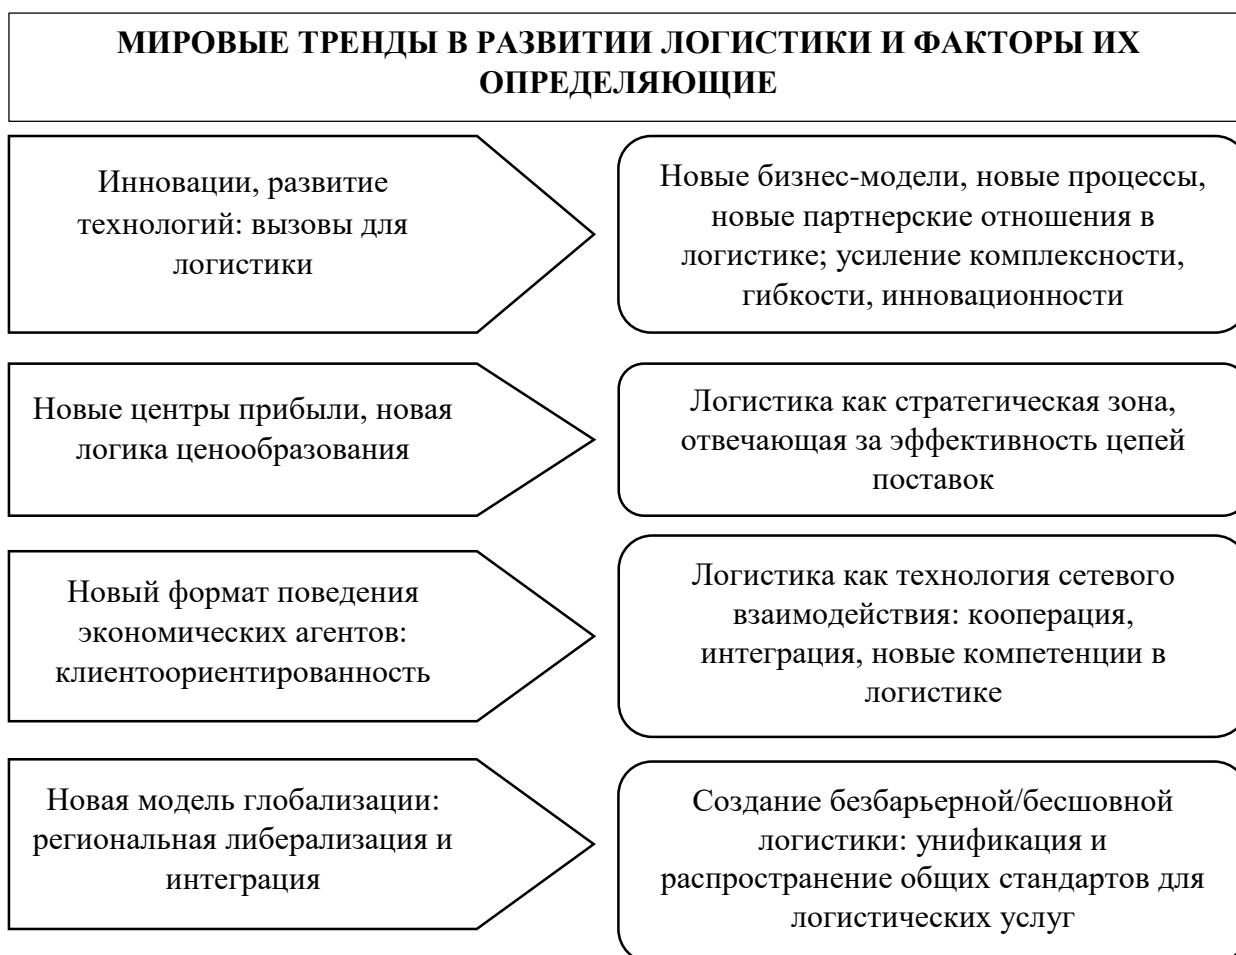 МИРОВЫЕ ТРЕНДЫ В РАЗВИТИИ ЛОГИСТИКИ И ФАКТОРЫ ИХ
ОПРЕДЕЛЯЮЩИЕ
Инновации, развитие
технологий: вызовы для
логистики
Новые бизнес-модели, новые процессы,
новые партнерские отношения в
логистике; усиление комплексности,
гибкости, инновационности
Новые центры прибыли, новая
логика ценообразования
Логистика как стратегическая зона,
отвечающая за эффективность цепей
поставок
Новый формат поведения
экономических агентов:
клиентоориентированность
Логистика как технология сетевого
взаимодействия: кооперация,
интеграция, новые компетенции в
логистике
Новая модель глобализации:
региональная либерализация и
интеграция
Создание безбарьерной/бесшовной
логистики: унификация и
распространение общих стандартов для
логистических услуг